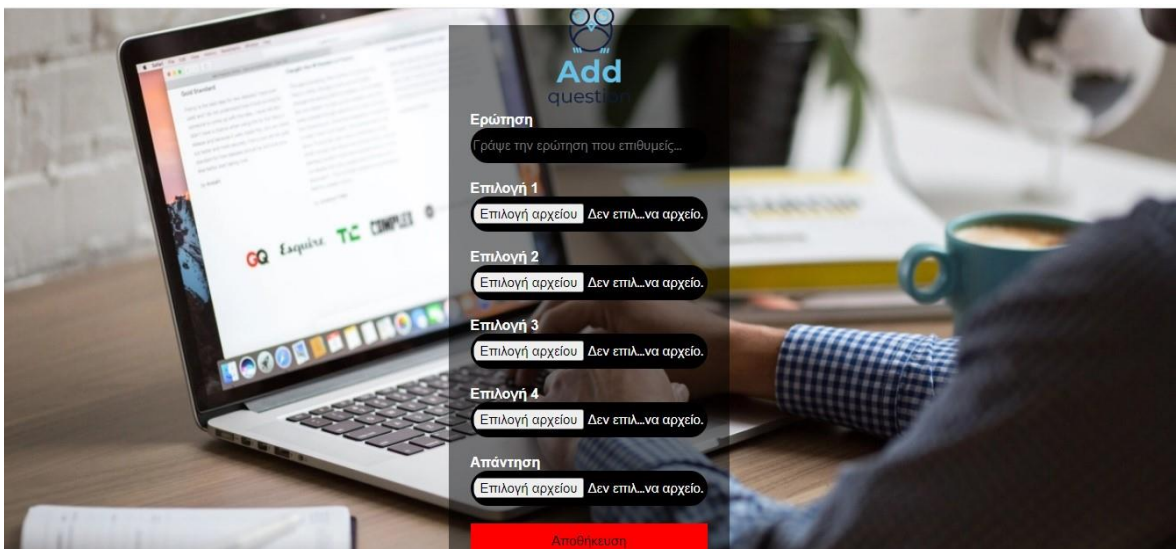 Add
question
Ερώτηση
Γράψε την ερώτηση που επιθυμείς...
Επιλογή 1
Επιλογή αρχείου Δεν επιλ...να αρχείο.
Επιλογή 2
Επιλογή αρχείου Δεν επιλ...να αρχείο.
Επιλογή 3
Επιλογή αρχείου Δεν επιλ...να αρχείο.
Επιλογή 4
Επιλογή αρχείου Δεν επιλ...να αρχείο.
Απάντηση
Επιλογή αρχείου Δεν επιλ...να αρχείο.
Αποθήκευση
GQ Esquire TC COMPLEX